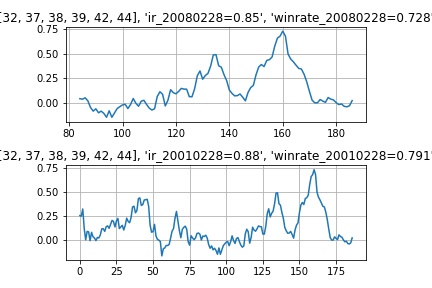 [32, 37, 38, 39, 42, 44], 'ir_20080228=0.85', 'winrate_20080228=0.728'
0.75
0.50
0.25
0.00
80 100 120 140 160 180
[32, 37, 38, 39, 42, 44], 'ir_20010228=0.88', 'winrate_20010228=0.791'
0.75
0.50
0.25
0.00
0 25 50 75 100 125 150 175